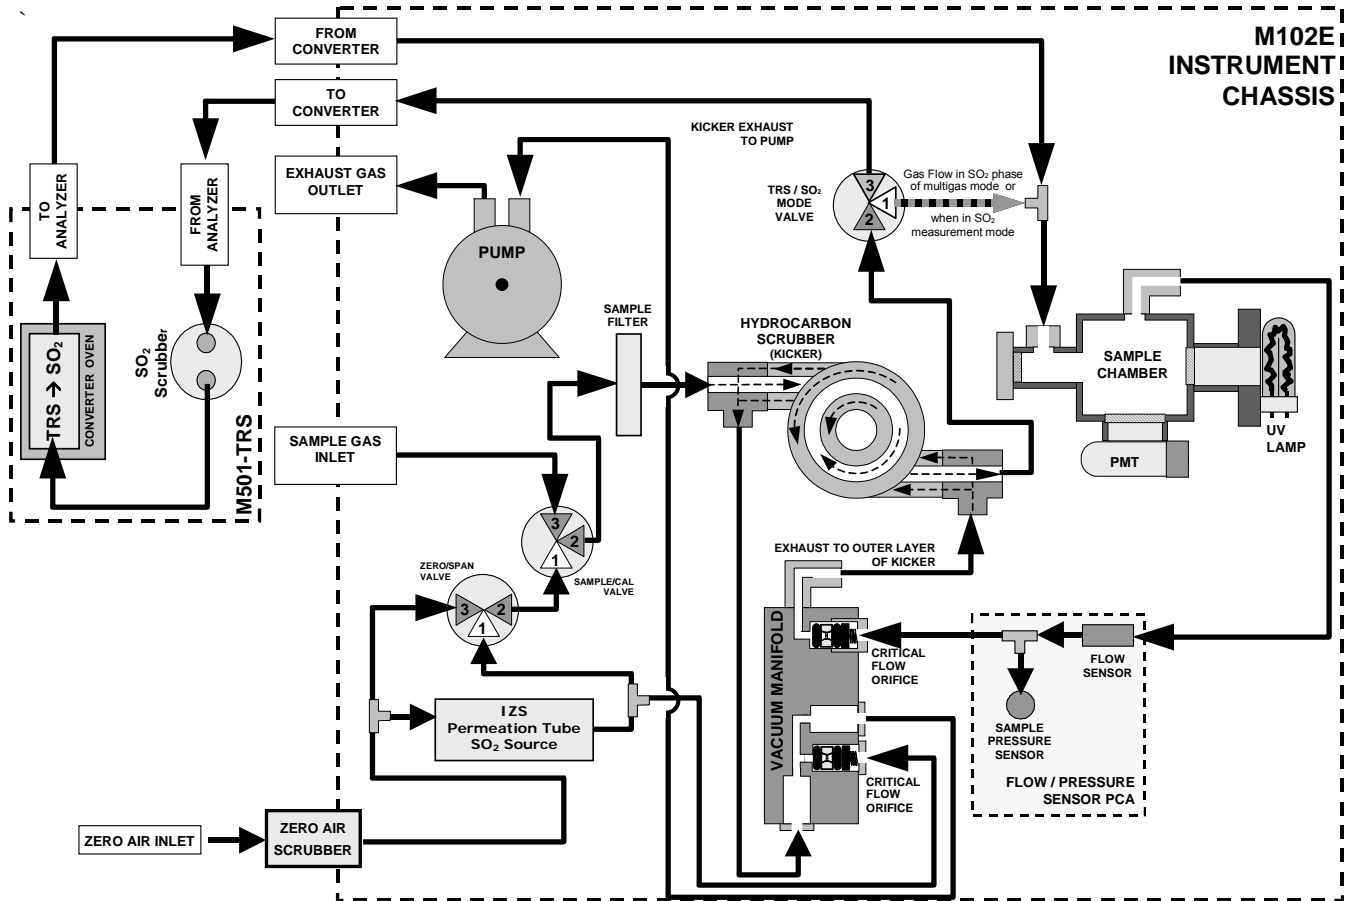 `
FROM
CONVERTER
M102E
INSTRUMENT
CHASSIS
TO
CONVERTER
KICKER EXHAUST
TO PUMP
EXHAUST GAS
OUTLET
TRS / SO₂
MODE
VALVE
3
1
2
Gas Flow in SO₂ phase
of multigas mode or
when in SO₂
measurement mode
TO
ANALYZER
FROM
ANALYZER
PUMP
SAMPLE
FILTER
HYDROCARBON
SCRUBBER
(KICKER)
SAMPLE
CHAMBER
UV
LAMP
PMT
TRS → SO₂
CONVERTER OVEN
SO₂
Scrubber
M501-TRS
SAMPLE GAS
INLET
3
2
1
SAMPLE/CAL
VALVE
ZERO/SPAN
VALVE
3
2
1
EXHAUST TO OUTER LAYER
OF KICKER
VACUUM MANIFOLD
CRITICAL
FLOW
ORIFICE
FLOW
SENSOR
SAMPLE
PRESSURE
SENSOR
FLOW / PRESSURE
SENSOR PCA
IZS
Permeation Tube
SO₂ Source
CRITICAL
FLOW
ORIFICE
ZERO AIR INLET
ZERO AIR
SCRUBBER